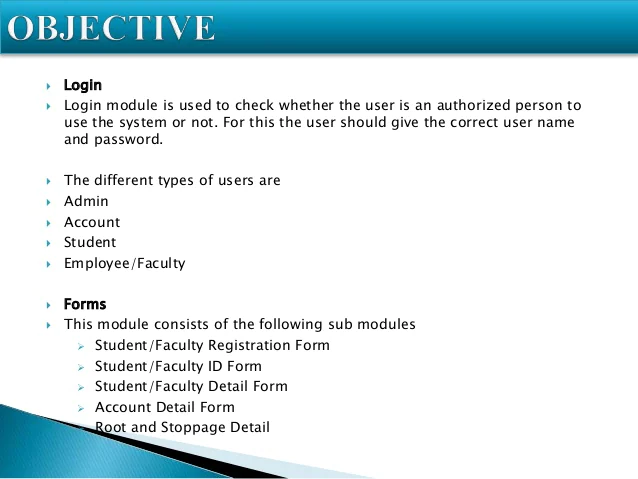 OBJECTIVE
Login
Login module is used to check whether the user is an authorized person to
use the system or not. For this the user should give the correct user name
and password.
The different types of users are
Admin
Account
Student
Employee/Faculty
Forms
This module consists of the following sub modules
Student/Faculty Registration Form
Student/Faculty ID Form
Student/Faculty Detail Form
Account Detail Form
Root and Stoppage Detail